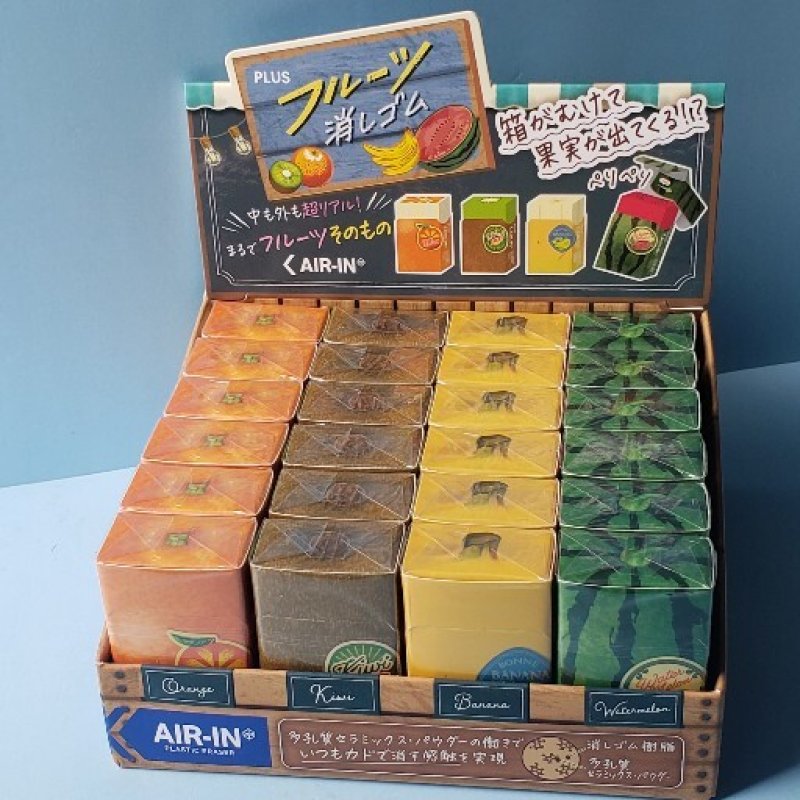 PLUS
フルーツ
消しゴム
箱がむけて
果実が出てくる!?
ペリペリ
中も外も超リアル!
まるでフルーツそのもの
AIR-IN
Kiwi
BONNE
BANANA
Water
Orange
Kiwi
Banana
Watermelon
AIR-IN
PLASTIC ERASER
多孔質セラミックス・パウダーの働きで
いつもカドで消す感触を実現
消しゴム樹脂
多孔質
セラミックス・パウダー